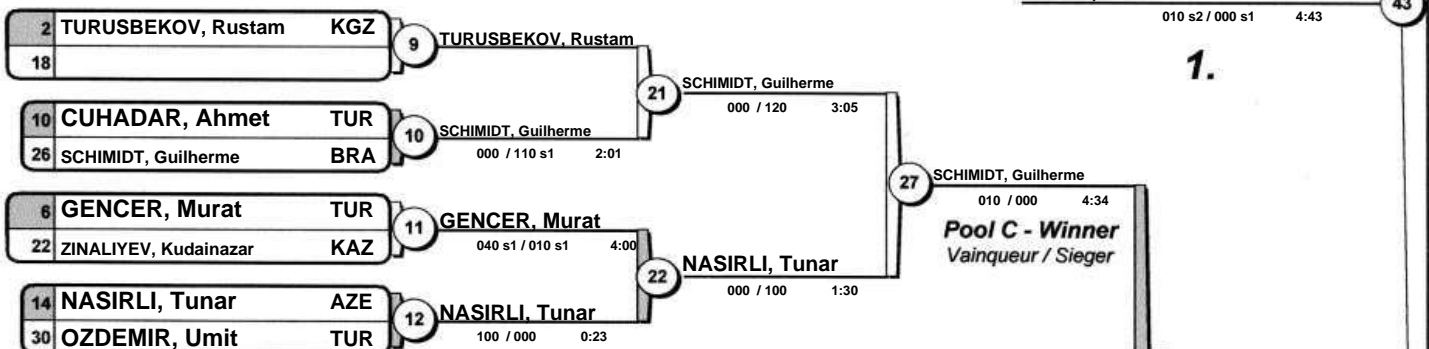 010 s2 / 000 s1 4:43
43
1.
2 TURUSBEKOV, Rustam KGZ
18
9
TURUSBEKOV, Rustam
10 CUHADAR, Ahmet TUR
26 SCHIMIDT, Guilherme BRA
10
SCHIMIDT, Guilherme
000 / 110 s1 2:01
21
SCHIMIDT, Guilherme
000 / 120 3:05
6 GENCER, Murat TUR
22 ZINALIYEV, Kudainazar KAZ
11
GENCER, Murat
040 s1 / 010 s1 4:00
14 NASIRLI, Tunar AZE
30 OZDEMIR, Umit TUR
12
NASIRLI, Tunar
100 / 000 0:23
22
NASIRLI, Tunar
000 / 100 1:30
27
SCHIMIDT, Guilherme
010 / 000 4:34
Pool C - Winner
Vainqueur / Sieger